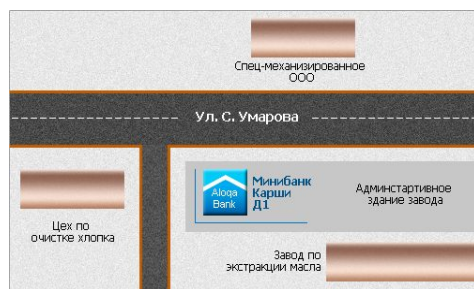 Спец-механизированное
ООО
Ул. С. Умарова
Цех по
очистке хлопка
Aloqa
Bank
Минибанк
Карши
Д1
Админстартивное
здание завода
Завод по
экстракции масла